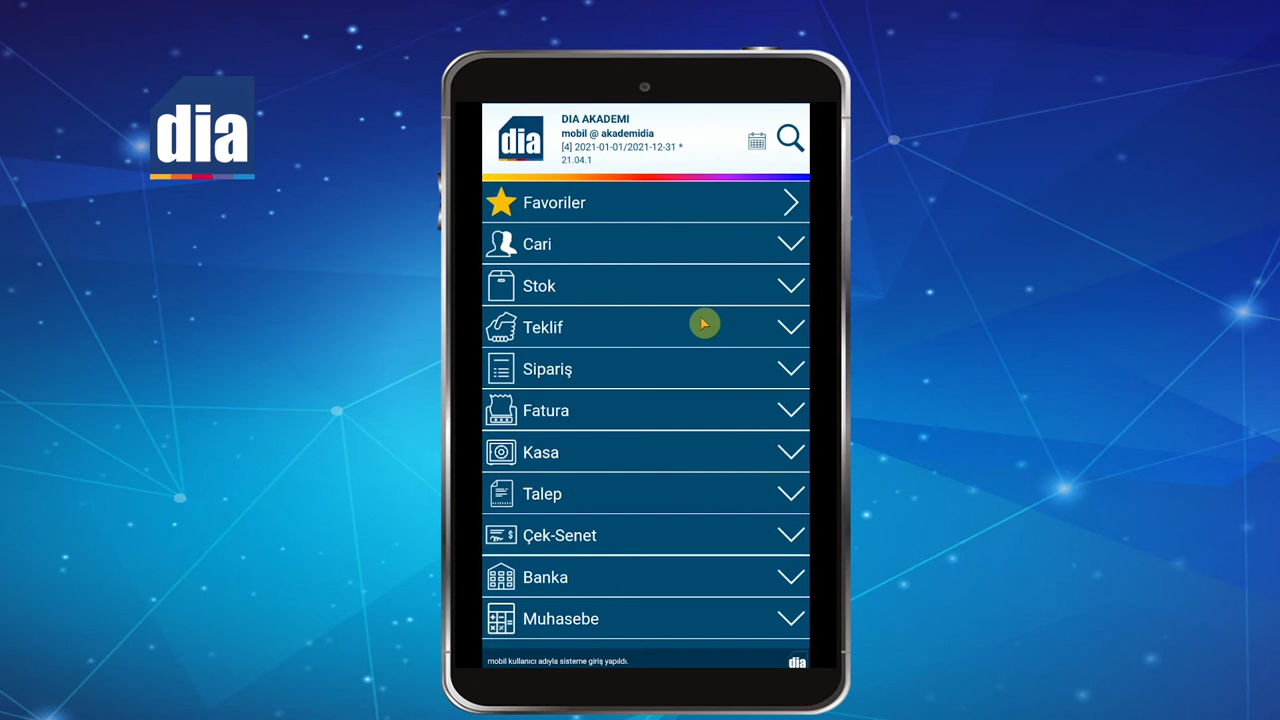 dia
dia
DIA AKADEMI
mobil @ akademidia
[4] 2021-01-01/2021-12-31 *
21.04.1
Favoriler
Cari
Stok
Teklif
Sipariş
Fatura
Kasa
Talep
Çek-Senet
Banka
Muhasebe
mobil kullanıcı adıyla sisteme giriş yapıldı.
dia